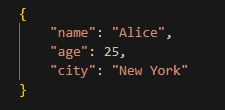 {
    "name": "Alice",
    "age": 25,
    "city": "New York"
}